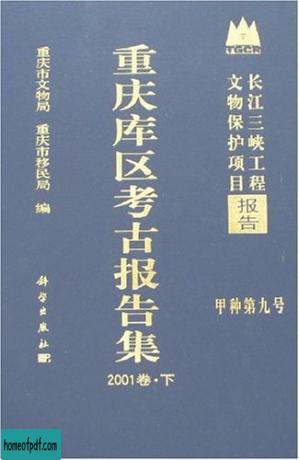 长江三峡工程
文物保护项目
报告
甲种第九号
重庆库区考古报告集
2001卷·下
重庆市文物局
重庆市移民局
编
科学出版社
homeofpdf.com